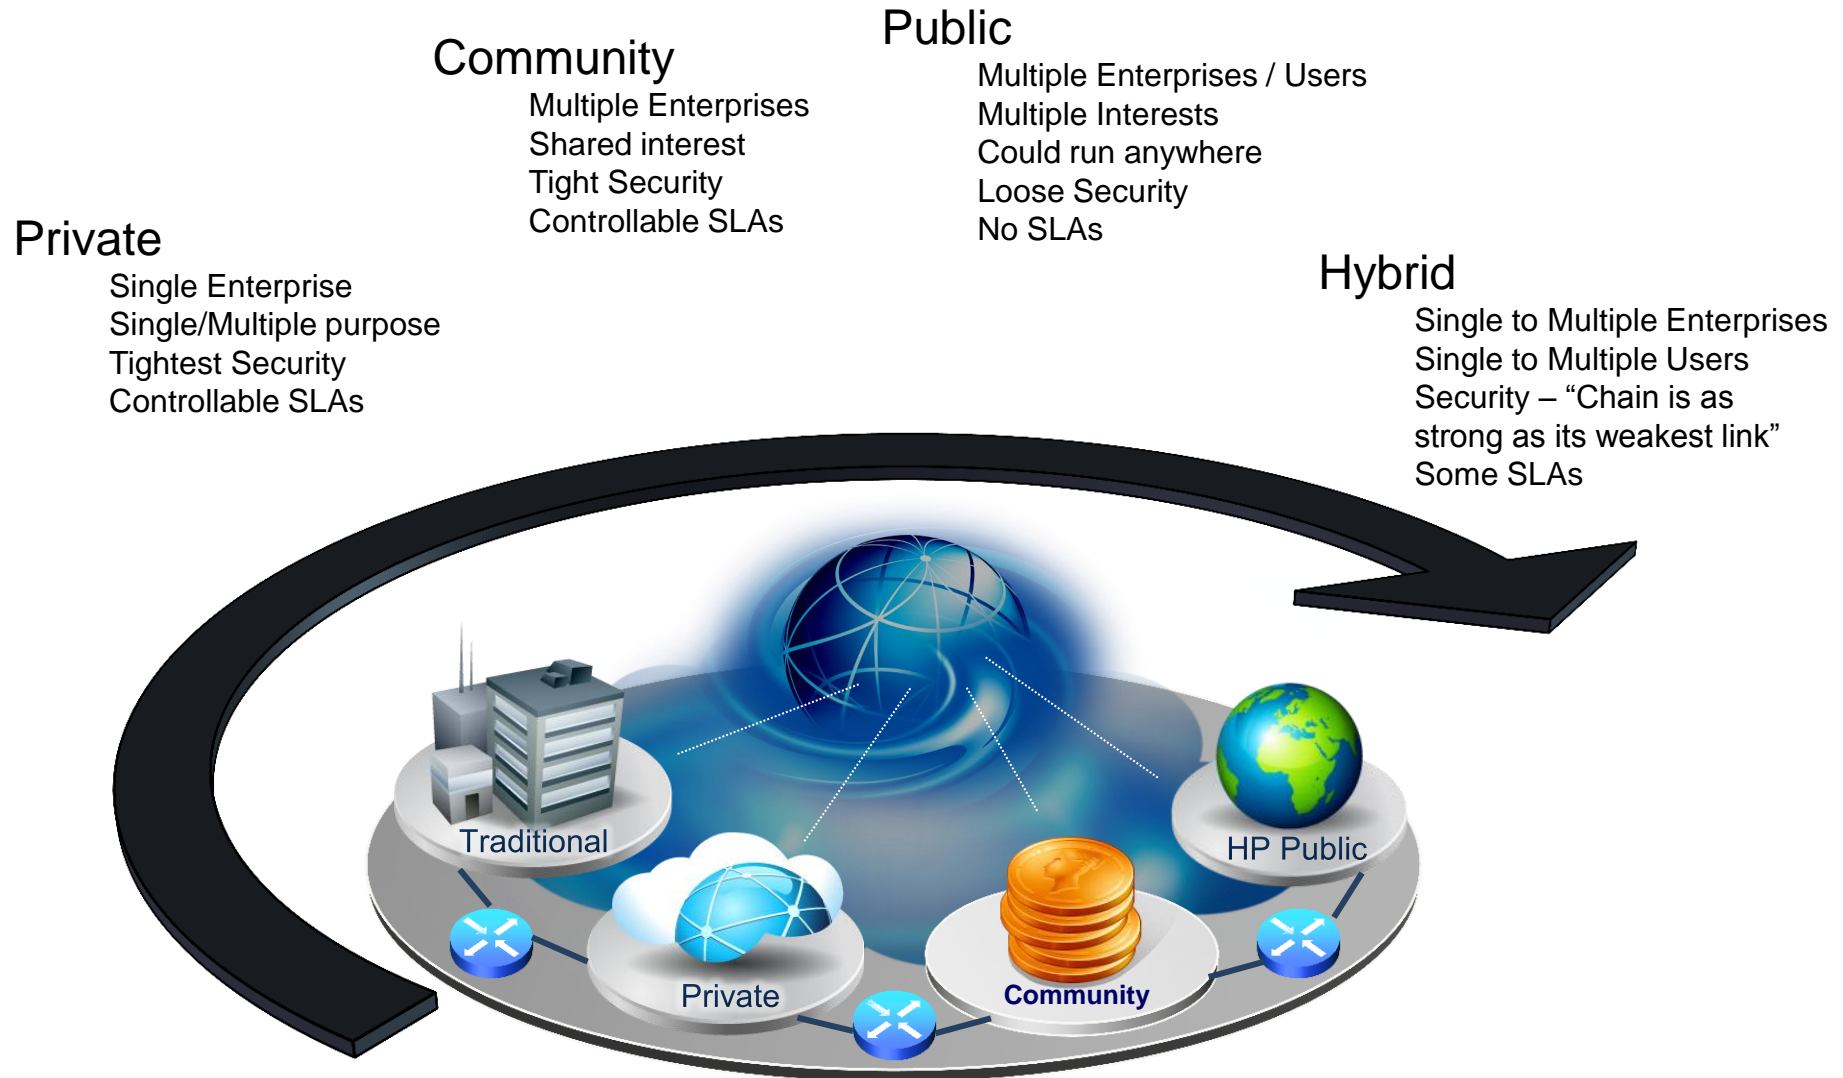 Private
Single Enterprise
Single/Multiple purpose
Tightest Security
Controllable SLAs
Community
Multiple Enterprises
Shared interest
Tight Security
Controllable SLAs
Public
Multiple Enterprises / Users
Multiple Interests
Could run anywhere
Loose Security
No SLAs
Hybrid
Single to Multiple Enterprises
Single to Multiple Users
Security – “Chain is as
strong as its weakest link”
Some SLAs
Traditional
Private
Community
HP Public